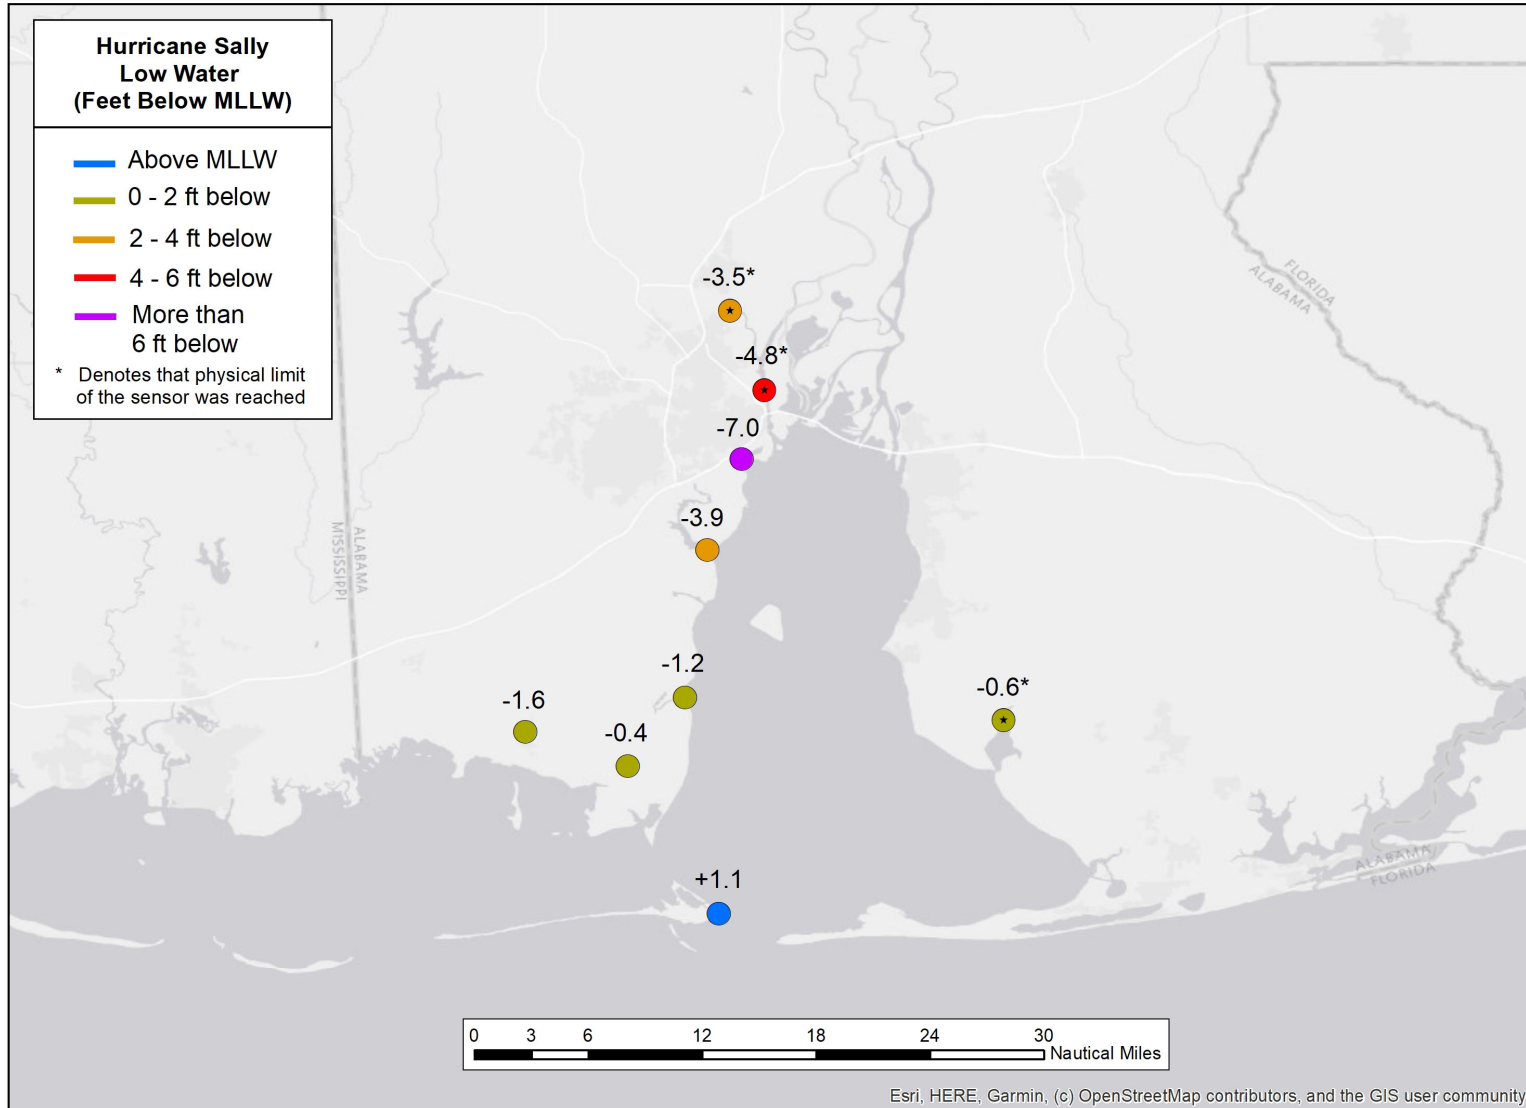 Hurricane Sally
Low Water
(Feet Below MLLW)
Above MLLW
0 - 2 ft below
2 - 4 ft below
4 - 6 ft below
More than
6 ft below
* Denotes that physical limit
of the sensor was reached
FLORIDA
ALABAMA
-3.5*
-4.8*
-7.0
-3.9
MISSISSIPPI
ALABAMA
-1.2
-1.6
-0.4
-0.6*
ALABAMA
FLORIDA
+1.1
0 3 6 12 18 24 30
Nautical Miles
Esri, HERE, Garmin, (c) OpenStreetMap contributors, and the GIS user community